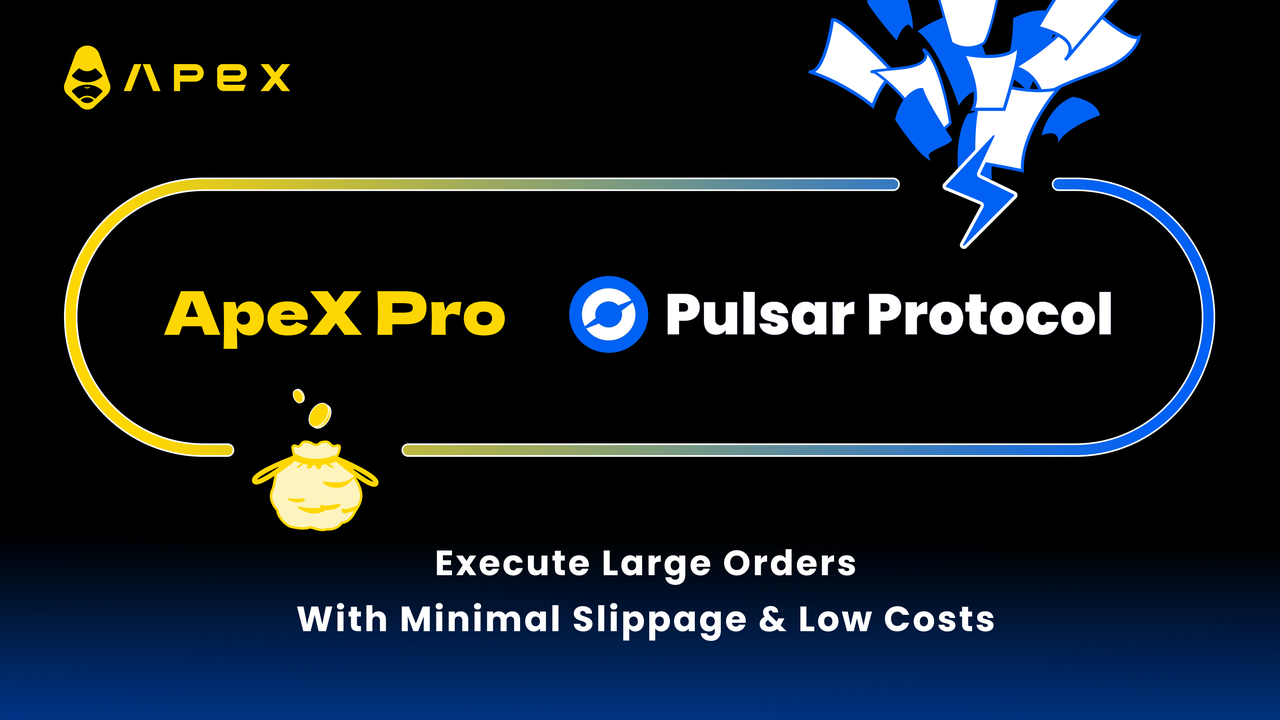 APEX
ApeX Pro
Pulsar Protocol
Execute Large Orders
With Minimal Slippage & Low Costs